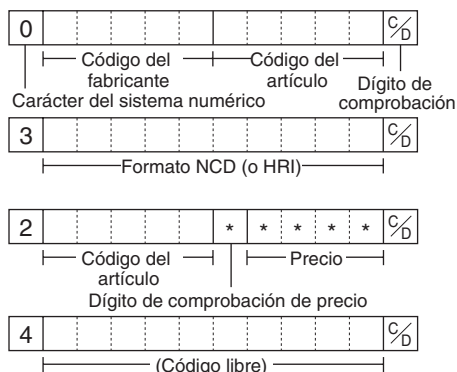 0 C/D
Código del fabricante Código del artículo
Carácter del sistema numérico Dígito de comprobación
3 C/D
Formato NCD (o HRI)
2 * * * * * C/D
Código del artículo Precio
Dígito de comprobación de precio
4 C/D
(Código libre)